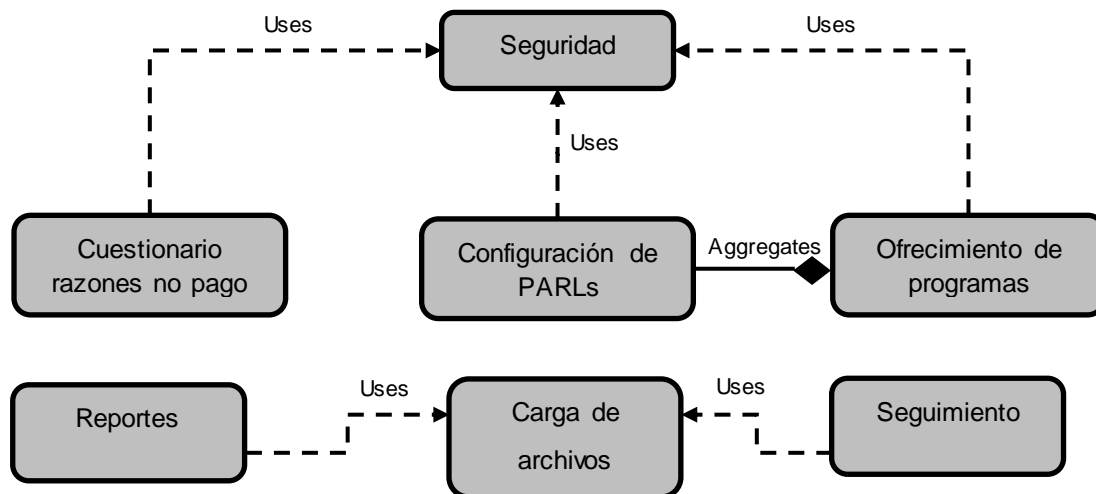 Uses
Seguridad
Uses
Uses
Cuestionario
razones no pago
Configuración de
PARLs
Aggregates
Ofrecimiento de
programas
Reportes
Uses
Carga de
archivos
Uses
Seguimiento